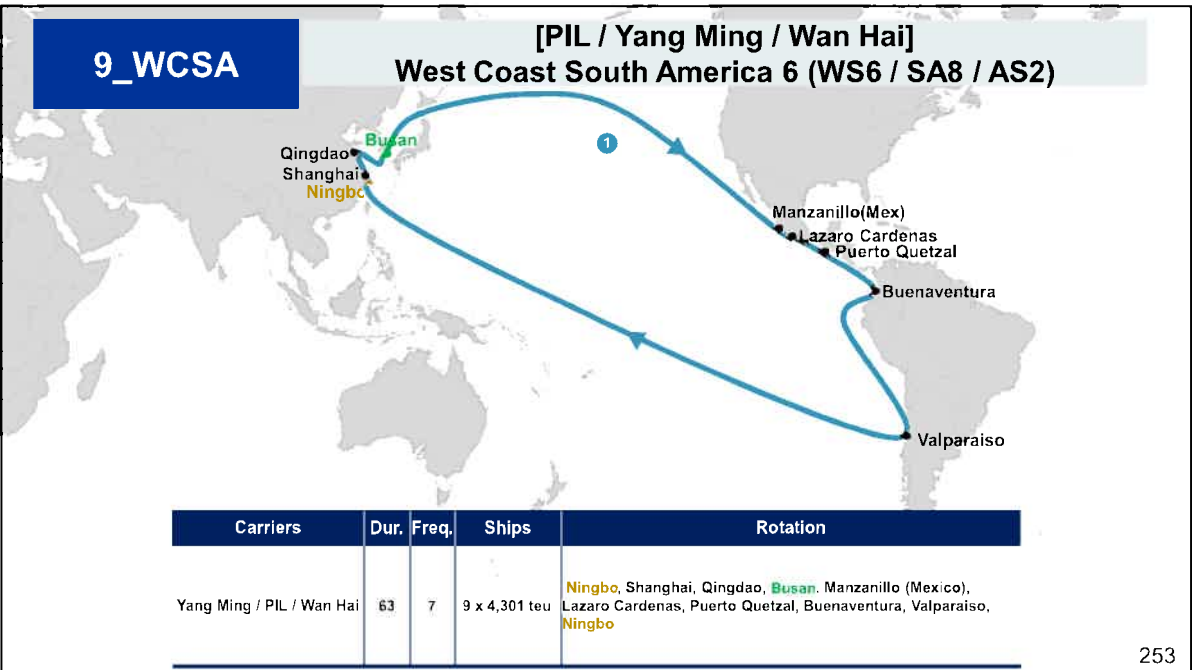 9_WCSA
[PIL / Yang Ming / Wan Hai]
West Coast South America 6 (WS6 / SA8 / AS2)
1
Busan
Qingdao
Shanghai
Ningbo
Manzanillo(Mex)
Lazaro Cardenas
Puerto Quetzal
Buenaventura
Valparaiso
Carriers Dur. Freq. Ships Rotation
Ningbo, Shanghai, Qingdao, Busan. Manzanillo (Mexico),
Yang Ming / PIL / Wan Hai 63 7 9 x 4,301 teu Lazaro Cardenas, Puerto Quetzal, Buenaventura, Valparaiso,
Ningbo
253